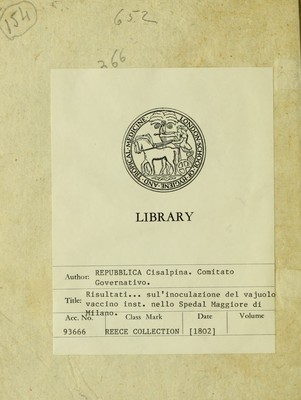 154
652
266
LONDON·SCHOOL·OF·HYGIENE·AND·TROPICAL·MEDICINE
LIBRARY
Author: REPUBBLICA Cisalpina. Comitato
Governativo.
Title: Risultati... sul'inoculazione del vajuolo
vaccino inst. nello Spedal Maggiore di
Milano.
Acc. No. Class Mark Date Volume
93666 REECE COLLECTION [1802]